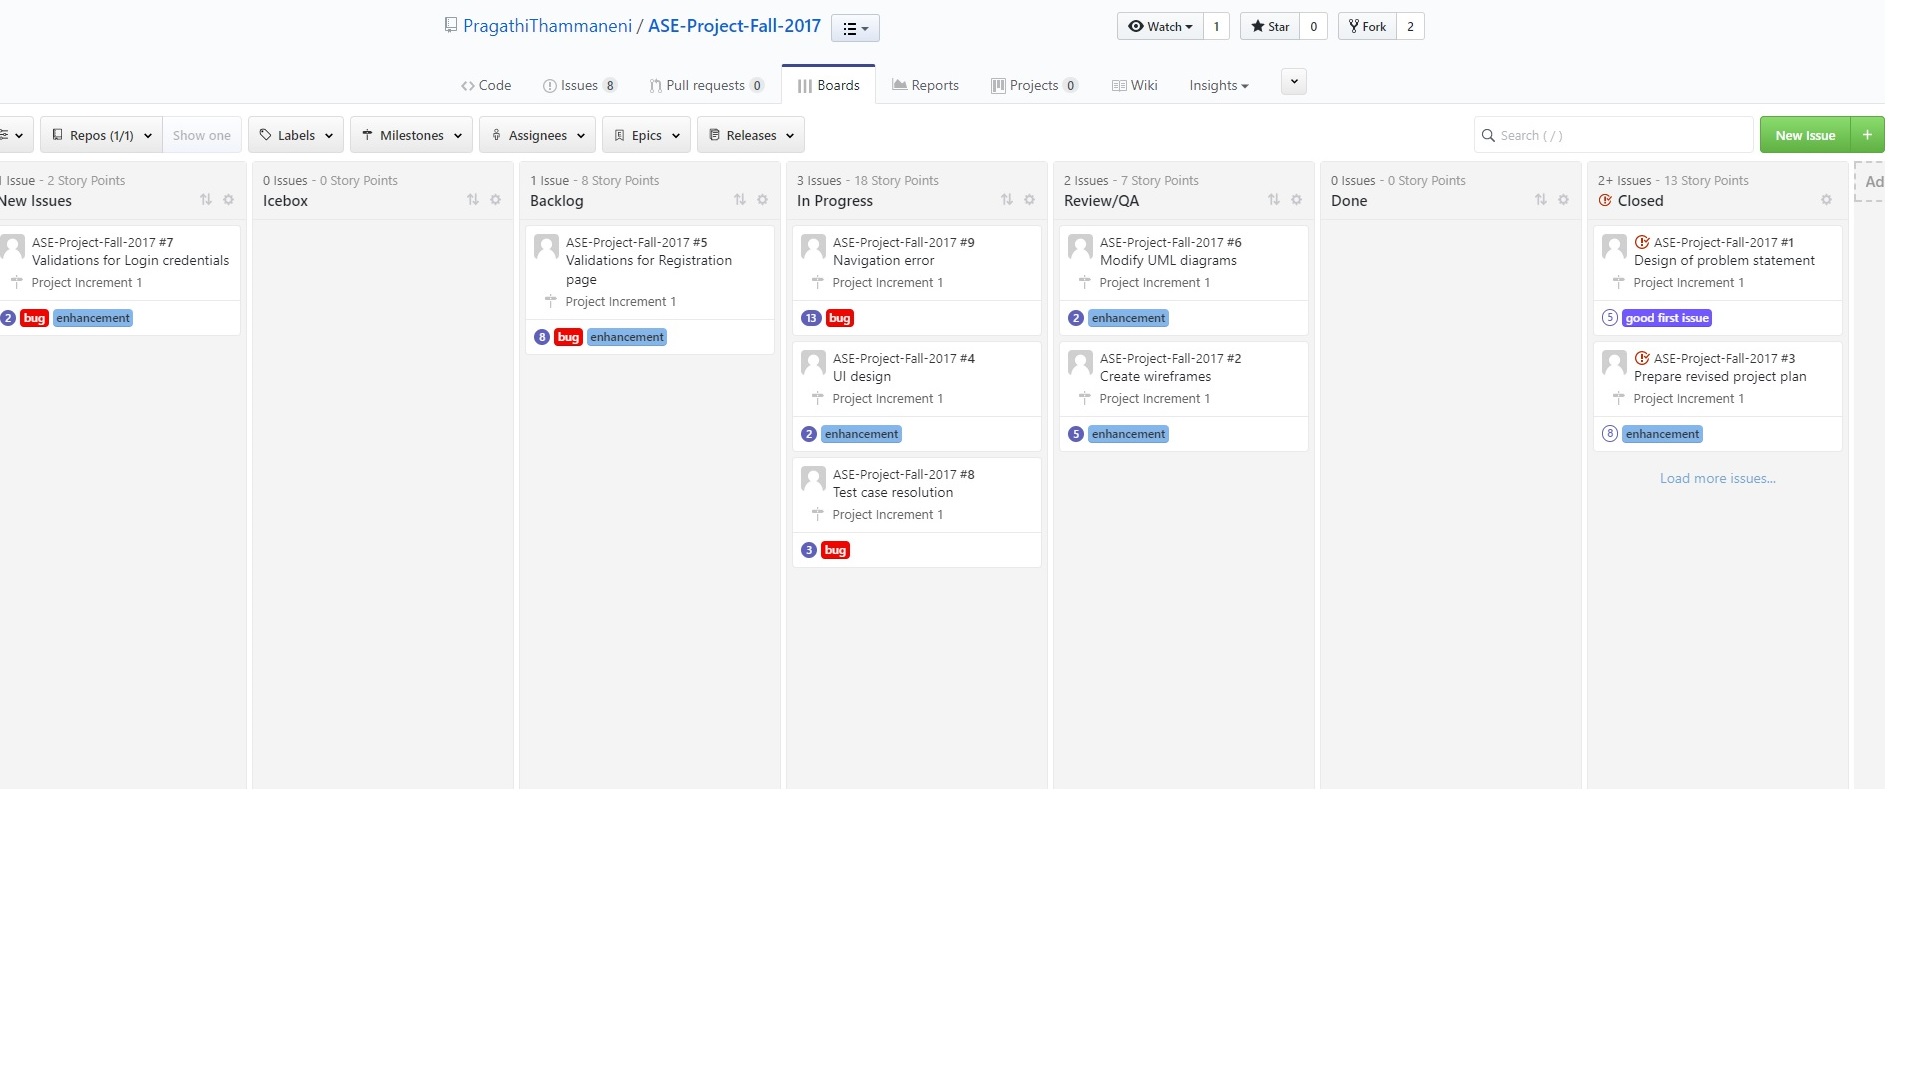 PragathiThammaneni / ASE-Project-Fall-2017
Watch 1 Star 0 Fork 2
Code Issues 8 Pull requests 0 Boards Reports Projects 0 Wiki Insights
Repos (1/1) Show one Labels Milestones Assignees Epics Releases Search ( / ) New Issue +
1 Issue - 2 Story Points
New Issues
ASE-Project-Fall-2017 #7
Validations for Login credentials
Project Increment 1
2 bug enhancement
0 Issues - 0 Story Points
Icebox
1 Issue - 8 Story Points
Backlog
ASE-Project-Fall-2017 #5
Validations for Registration
page
Project Increment 1
8 bug enhancement
3 Issues - 18 Story Points
In Progress
ASE-Project-Fall-2017 #9
Navigation error
Project Increment 1
13 bug
ASE-Project-Fall-2017 #4
UI design
Project Increment 1
2 enhancement
ASE-Project-Fall-2017 #8
Test case resolution
Project Increment 1
3 bug
2 Issues - 7 Story Points
Review/QA
ASE-Project-Fall-2017 #6
Modify UML diagrams
Project Increment 1
2 enhancement
ASE-Project-Fall-2017 #2
Create wireframes
Project Increment 1
5 enhancement
0 Issues - 0 Story Points
Done
2+ Issues - 13 Story Points
Closed
ASE-Project-Fall-2017 #1
Design of problem statement
Project Increment 1
5 good first issue
ASE-Project-Fall-2017 #3
Prepare revised project plan
Project Increment 1
8 enhancement
Load more issues...
Ad